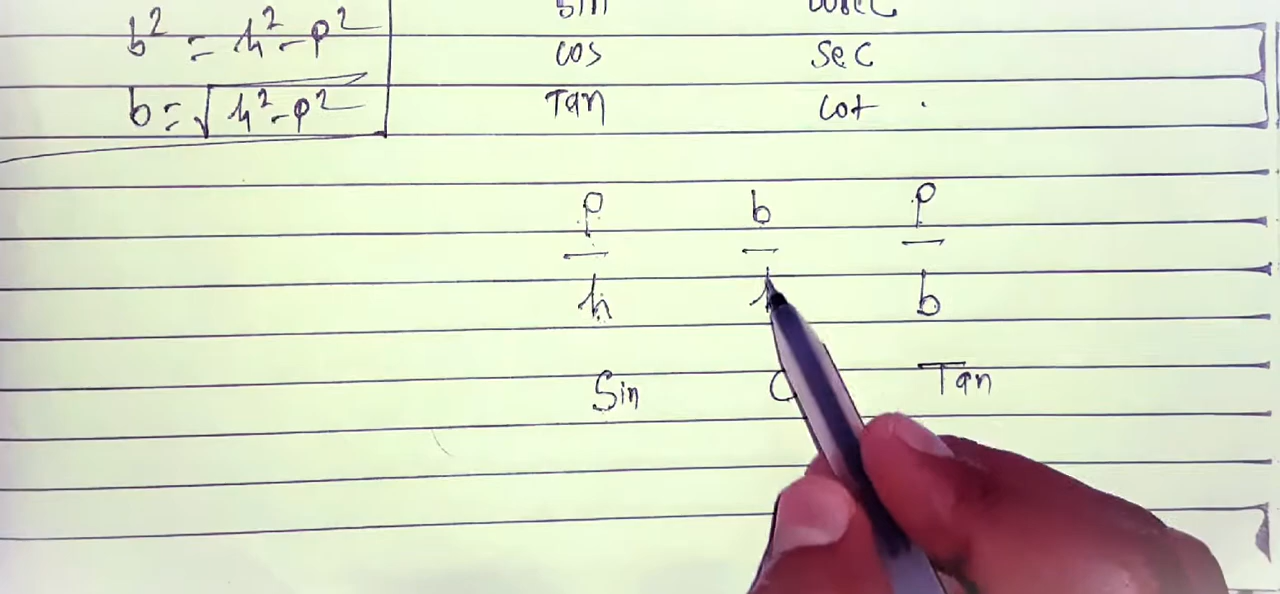 b² = h² - p²
b = √h² - p²
cos sec
Tan cot
p b p
— — —
h h b
Sin C Tan